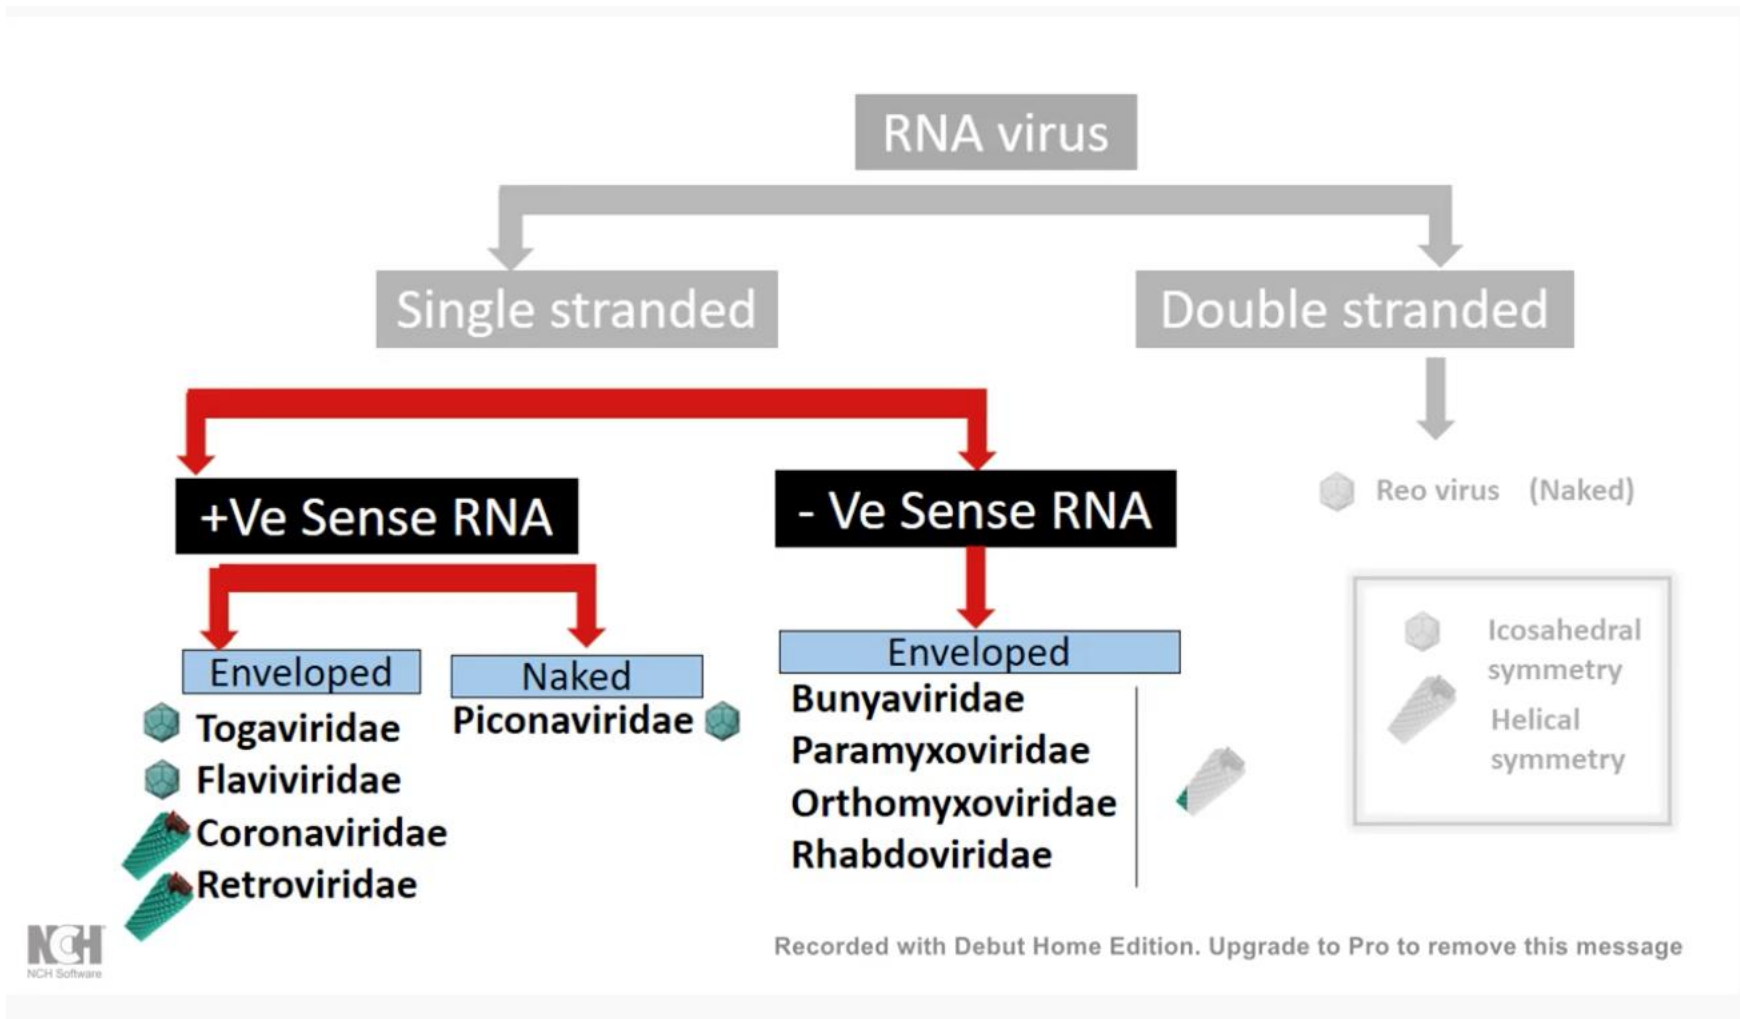 RNA virus
Single stranded
Double stranded
+Ve Sense RNA
- Ve Sense RNA
Reo virus (Naked)
Enveloped
Naked
Enveloped
Togaviridae
Flaviviridae
Coronaviridae
Retroviridae
Piconaviridae
Bunyaviridae
Paramyxoviridae
Orthomyxoviridae
Rhabdoviridae
Icosahedral
symmetry
Helical
symmetry
NCH
NCH Software
Recorded with Debut Home Edition. Upgrade to Pro to remove this message